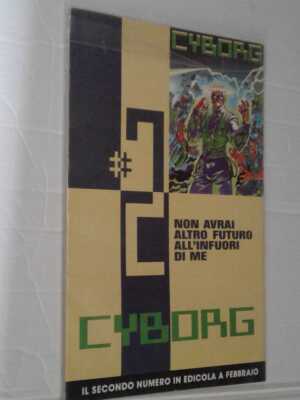 CYBORG
#2
NON AVRAI
ALTRO FUTURO
ALL'INFUORI
DI ME
CYBORG
IL SECONDO NUMERO IN EDICOLA A FEBBRAIO